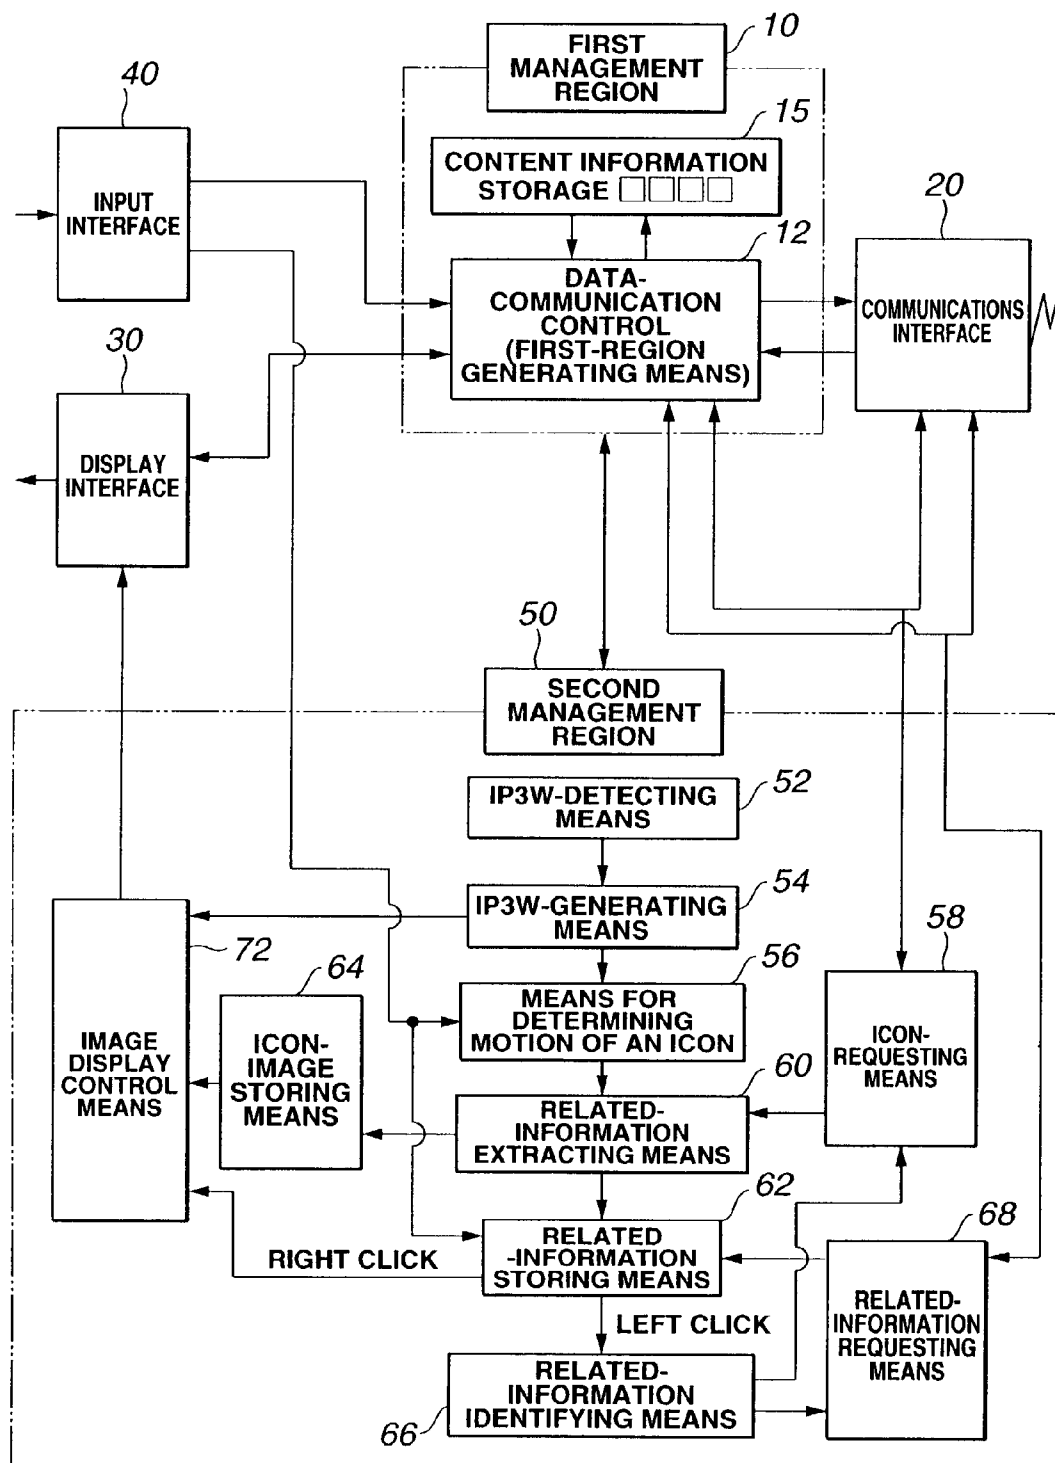 10
FIRST
MANAGEMENT
REGION
40
15
CONTENT INFORMATION
STORAGE
INPUT
INTERFACE
20
12
DATA-
COMMUNICATION
CONTROL
(FIRST-REGION
GENERATING MEANS)
COMMUNICATIONS
INTERFACE
30
DISPLAY
INTERFACE
50
SECOND
MANAGEMENT
REGION
52
IP3W-DETECTING
MEANS
54
IP3W-GENERATING
MEANS
72
64
56
58
MEANS FOR
DETERMINING
MOTION OF AN ICON
IMAGE
DISPLAY
CONTROL
MEANS
ICON-
IMAGE
STORING
MEANS
ICON-
REQUESTING
MEANS
60
RELATED-
INFORMATION
EXTRACTING MEANS
62
RELATED
-INFORMATION
STORING MEANS
68
RIGHT CLICK
LEFT CLICK
RELATED-
INFORMATION
REQUESTING
MEANS
RELATED-
INFORMATION
IDENTIFYING MEANS
66